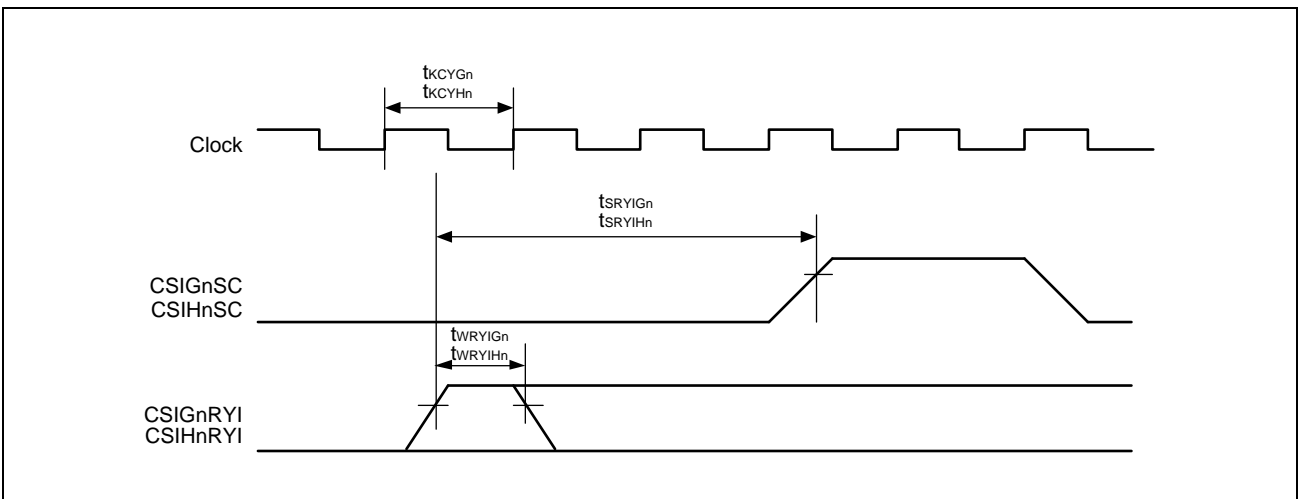 tKCYGn
tKCYHn
Clock
tSRYIGn
tSRYIHn
CSIGnSC
CSIHnSC
tWRYIGn
tWRYIHn
CSIGnRYI
CSIHnRYI